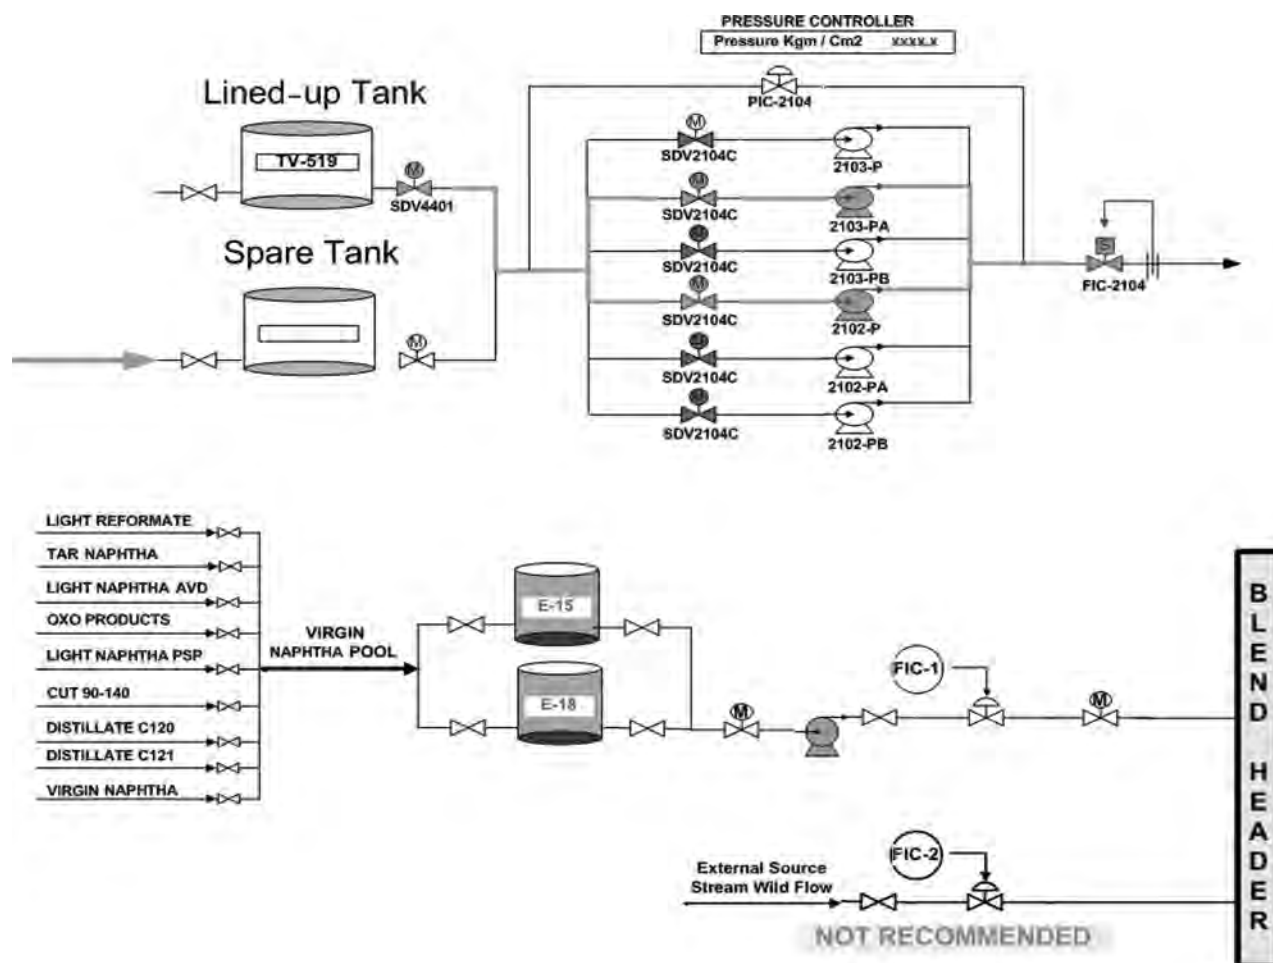 PRESSURE CONTROLLER
Pressure Kgm / Cm2 xxxx.x
PIC-2104
Lined-up Tank
TV-519
M
SDV4401
Spare Tank
M
M
SDV2104C
2103-P
M
SDV2104C
2103-PA
M
SDV2104C
2103-PB
M
SDV2104C
2102-P
M
SDV2104C
2102-PA
M
SDV2104C
2102-PB
S
FIC-2104
LIGHT REFORMATE
TAR NAPHTHA
LIGHT NAPHTHA AVD
OXO PRODUCTS
LIGHT NAPHTHA PSP
CUT 90-140
DISTILLATE C120
DISTILLATE C121
VIRGIN NAPHTHA
VIRGIN
NAPHTHA POOL
E-15
E-18
M
FIC-1
M
External Source
Stream Wild Flow
FIC-2
NOT RECOMMENDED
BLEND HEADER